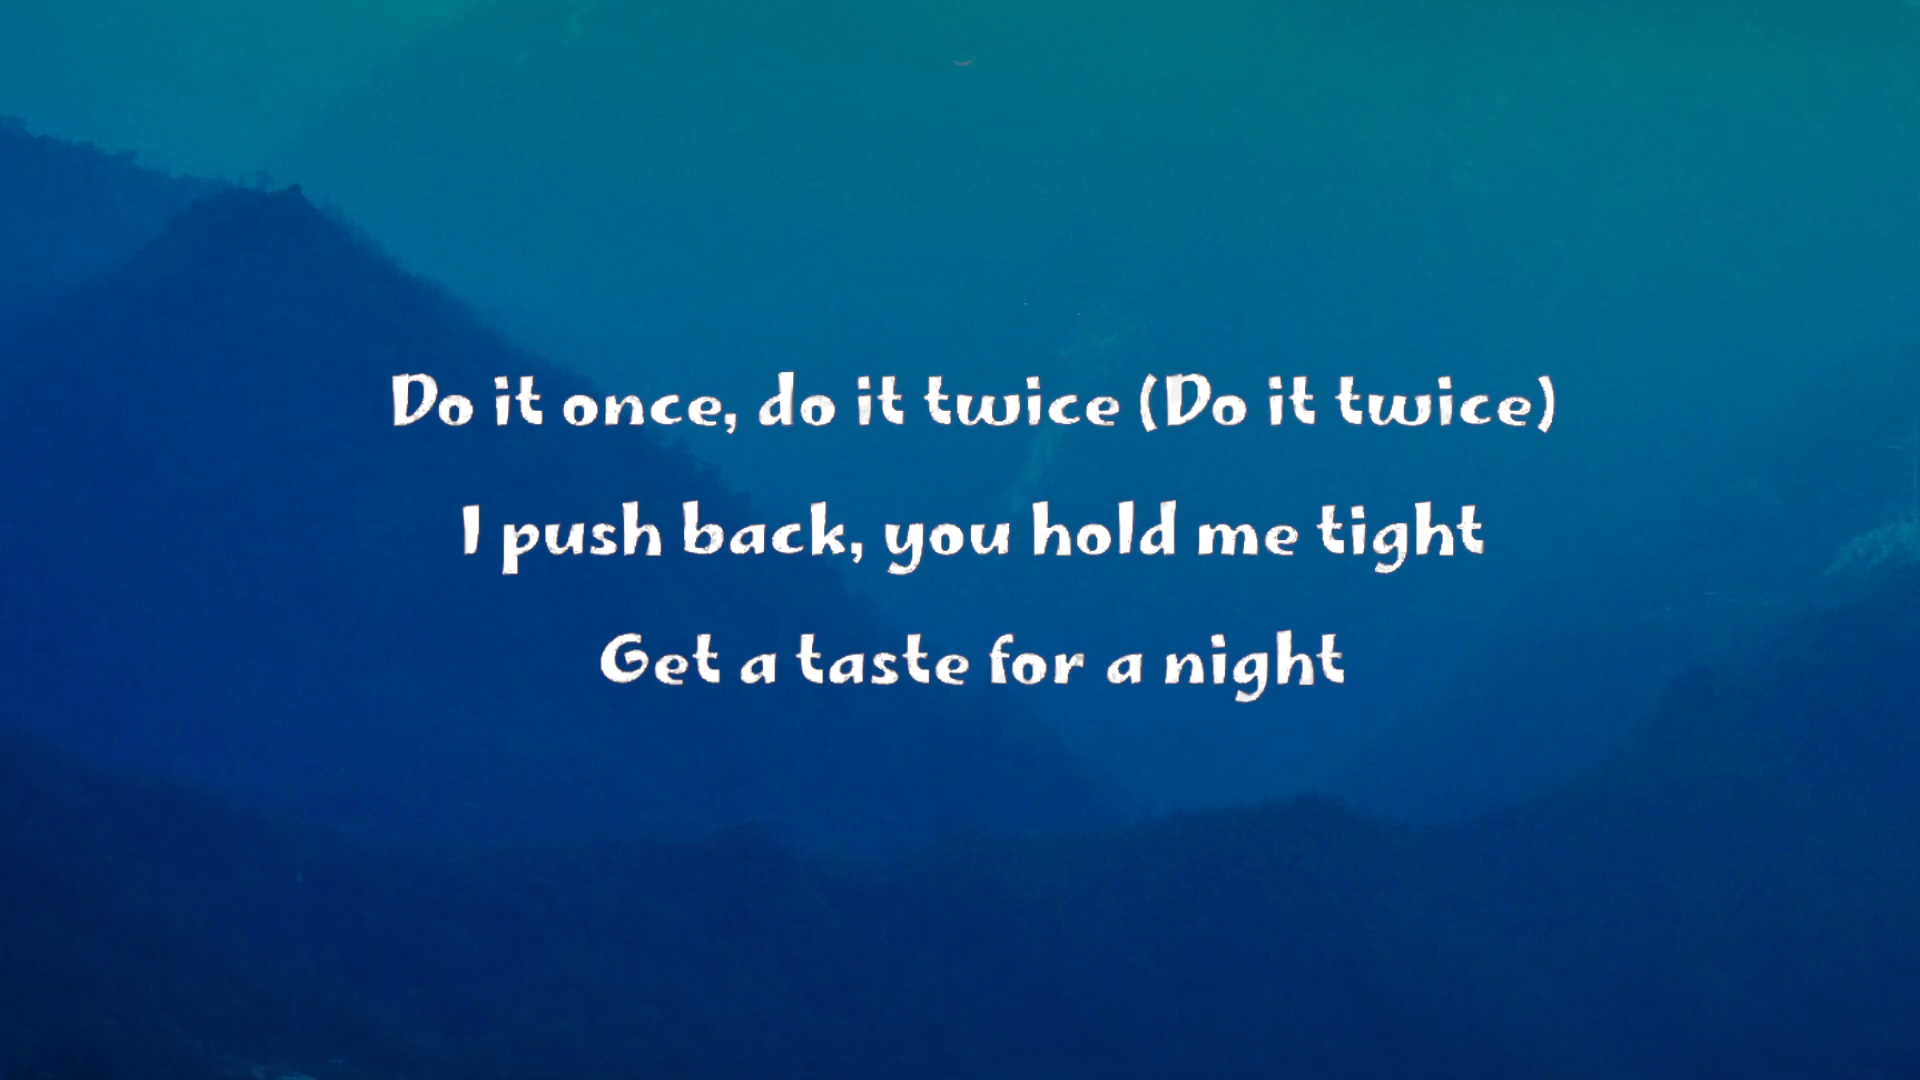 Do it once, do it twice (Do it twice)
I push back, you hold me tight
Get a taste for a night